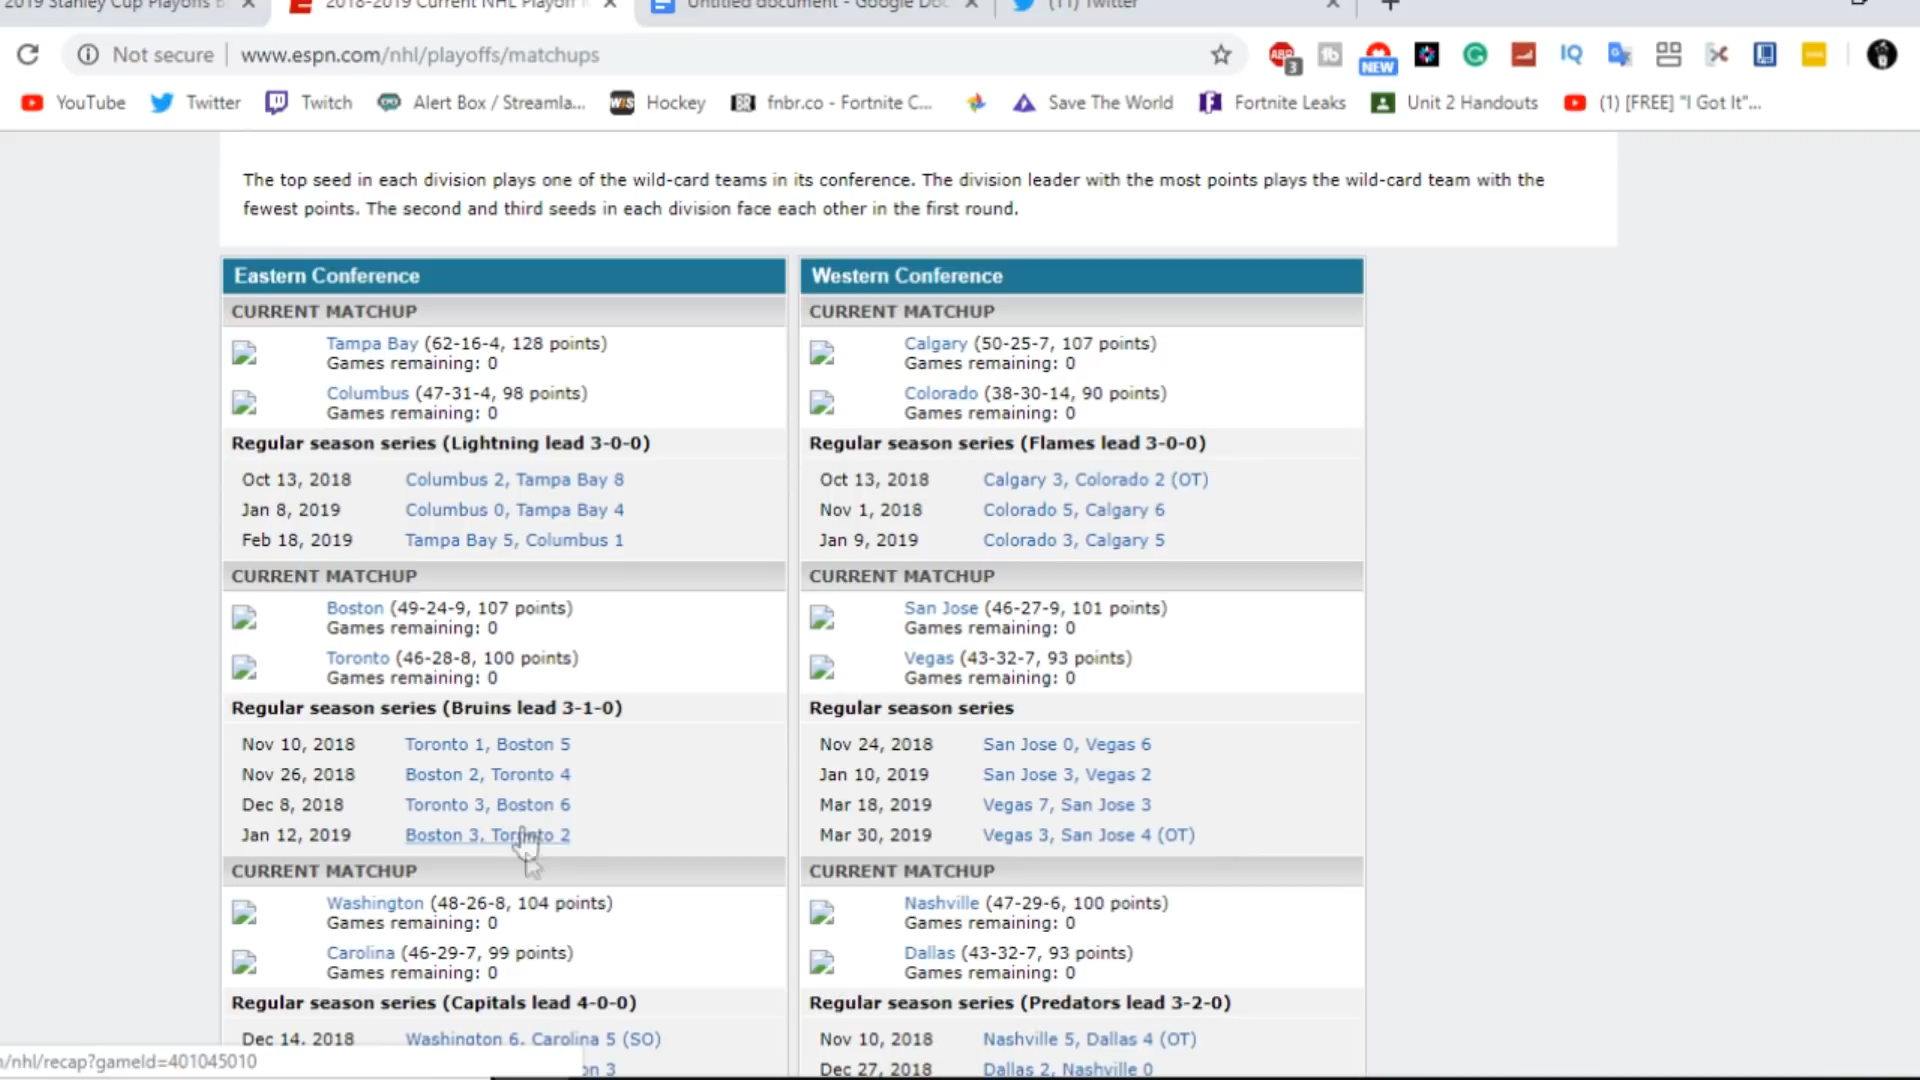 2019 Stanley Cup Playoffs B
2018-2019 Current NHL Playoff
Untitled document - Google Doc
(11) Twitter
Not secure www.espn.com/nhl/playoffs/matchups
ABP 3 NEW IQ
YouTube Twitter Twitch Alert Box / Streamla... Hockey fnbr.co - Fortnite C... Save The World Fortnite Leaks Unit 2 Handouts (1) [FREE] "I Got It"...
The top seed in each division plays one of the wild-card teams in its conference. The division leader with the most points plays the wild-card team with the
fewest points. The second and third seeds in each division face each other in the first round.
Eastern Conference
CURRENT MATCHUP
Tampa Bay (62-16-4, 128 points)
Games remaining: 0
Columbus (47-31-4, 98 points)
Games remaining: 0
Regular season series (Lightning lead 3-0-0)
Oct 13, 2018 Columbus 2, Tampa Bay 8
Jan 8, 2019 Columbus 0, Tampa Bay 4
Feb 18, 2019 Tampa Bay 5, Columbus 1
CURRENT MATCHUP
Boston (49-24-9, 107 points)
Games remaining: 0
Toronto (46-28-8, 100 points)
Games remaining: 0
Regular season series (Bruins lead 3-1-0)
Nov 10, 2018 Toronto 1, Boston 5
Nov 26, 2018 Boston 2, Toronto 4
Dec 8, 2018 Toronto 3, Boston 6
Jan 12, 2019 Boston 3, Toronto 2
CURRENT MATCHUP
Washington (48-26-8, 104 points)
Games remaining: 0
Carolina (46-29-7, 99 points)
Games remaining: 0
Regular season series (Capitals lead 4-0-0)
Dec 14, 2018 Washington 6, Carolina 5 (SO)
on 3
Western Conference
CURRENT MATCHUP
Calgary (50-25-7, 107 points)
Games remaining: 0
Colorado (38-30-14, 90 points)
Games remaining: 0
Regular season series (Flames lead 3-0-0)
Oct 13, 2018 Calgary 3, Colorado 2 (OT)
Nov 1, 2018 Colorado 5, Calgary 6
Jan 9, 2019 Colorado 3, Calgary 5
CURRENT MATCHUP
San Jose (46-27-9, 101 points)
Games remaining: 0
Vegas (43-32-7, 93 points)
Games remaining: 0
Regular season series
Nov 24, 2018 San Jose 0, Vegas 6
Jan 10, 2019 San Jose 3, Vegas 2
Mar 18, 2019 Vegas 7, San Jose 3
Mar 30, 2019 Vegas 3, San Jose 4 (OT)
CURRENT MATCHUP
Nashville (47-29-6, 100 points)
Games remaining: 0
Dallas (43-32-7, 93 points)
Games remaining: 0
Regular season series (Predators lead 3-2-0)
Nov 10, 2018 Nashville 5, Dallas 4 (OT)
Dec 27, 2018 Dallas 2, Nashville 0
/nhl/recap?gameId=401045010